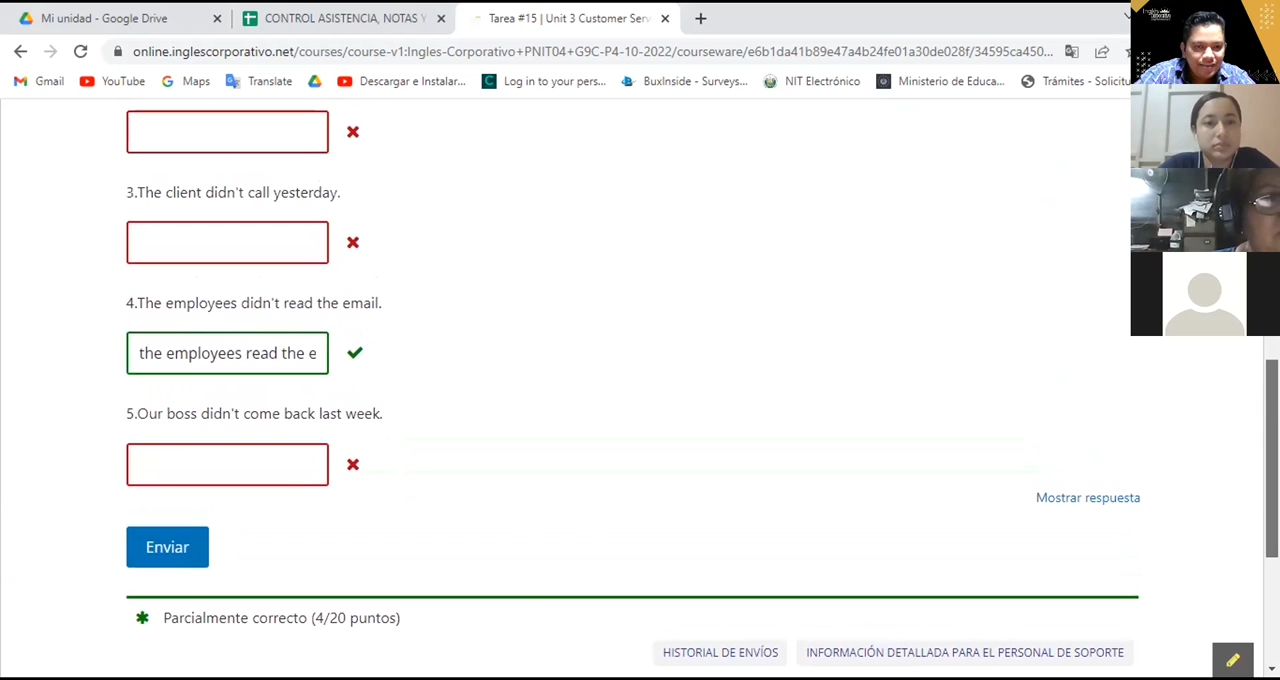 Mi unidad - Google Drive
CONTROL ASISTENCIA, NOTAS Y
Tarea #15 | Unit 3 Customer Serv
online.inglescorporativo.net/courses/course-v1:Ingles-Corporativo+PNIT04+G9C-P4-10-2022/courseware/e6b1da41b89e47a4b24fe01a30de028f/34595ca450...
Gmail
YouTube
Maps
Translate
Descargar e Instalar...
Log in to your pers...
BuxInside - Surveys...
NIT Electrónico
Ministerio de Educa...
Trámites - Solicitu
3.The client didn't call yesterday.
4.The employees didn't read the email.
the employees read the e
5.Our boss didn't come back last week.
Mostrar respuesta
Enviar
Parcialmente correcto (4/20 puntos)
HISTORIAL DE ENVÍOS
INFORMACIÓN DETALLADA PARA EL PERSONAL DE SOPORTE